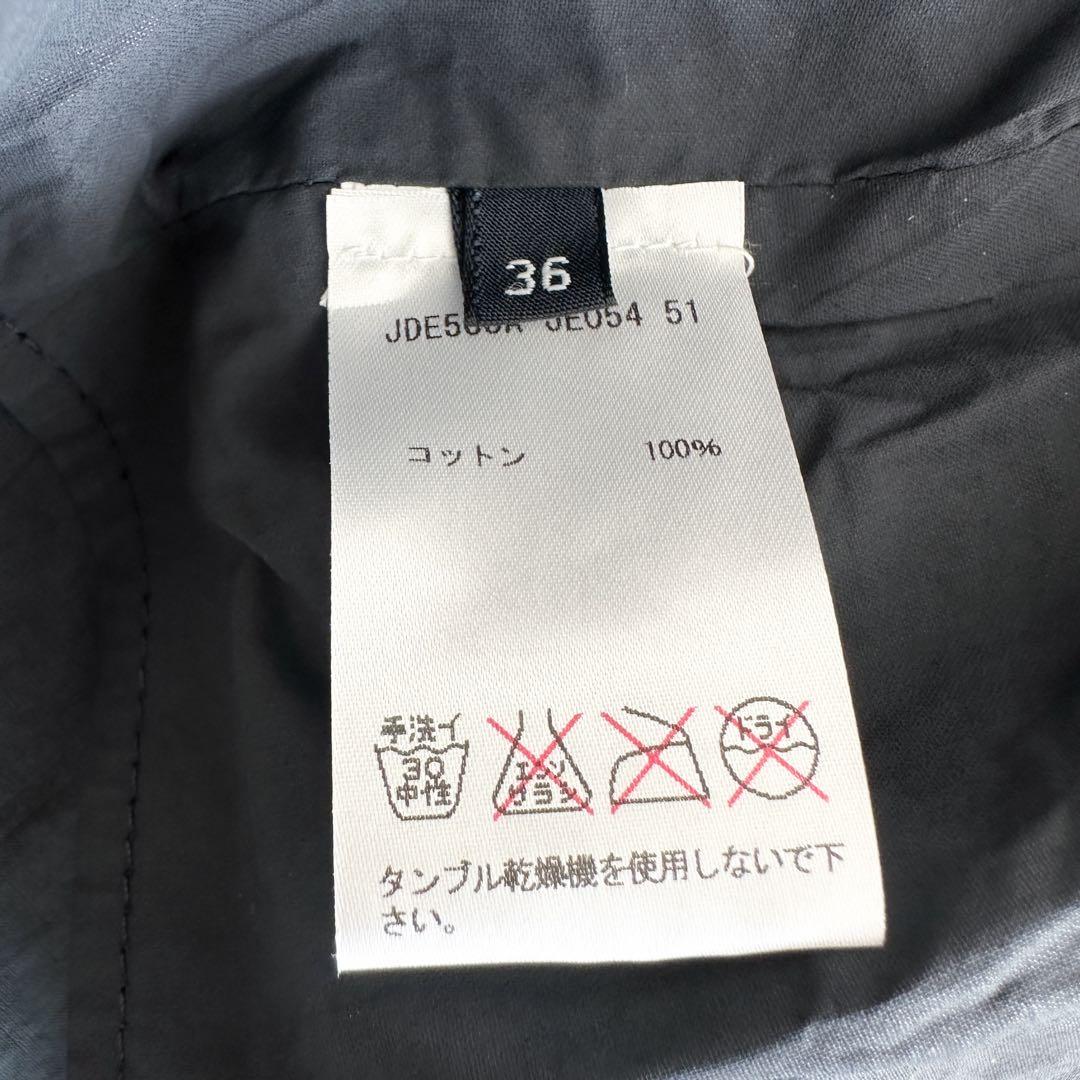 36
JE054 51
コットン 100%
手洗イ
30
中性
エンソ
サラシ
ドライ
タンブル乾燥機を使用しないで下
さい。